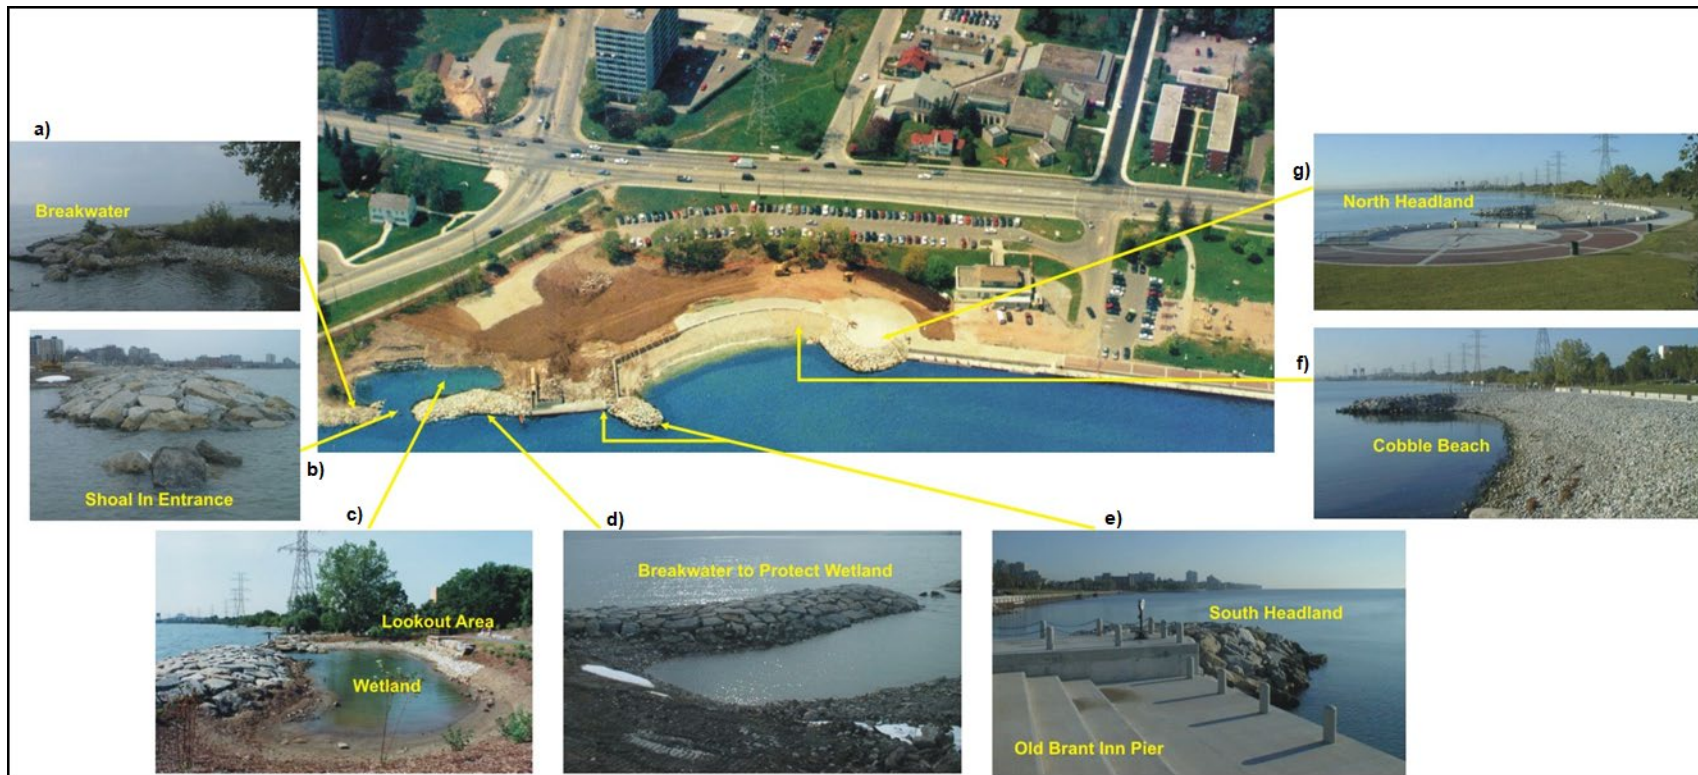 a)
Breakwater
Shoal In Entrance
b)
c)
Lookout Area
Wetland
d)
Breakwater to Protect Wetland
e)
South Headland
Old Brant Inn Pier
f)
Cobble Beach
g)
North Headland